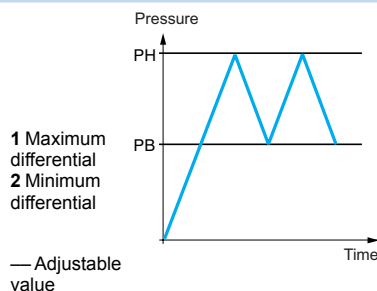 Pressure
PH
PB
1 Maximum
differential
2 Minimum
differential
Time
— Adjustable
value